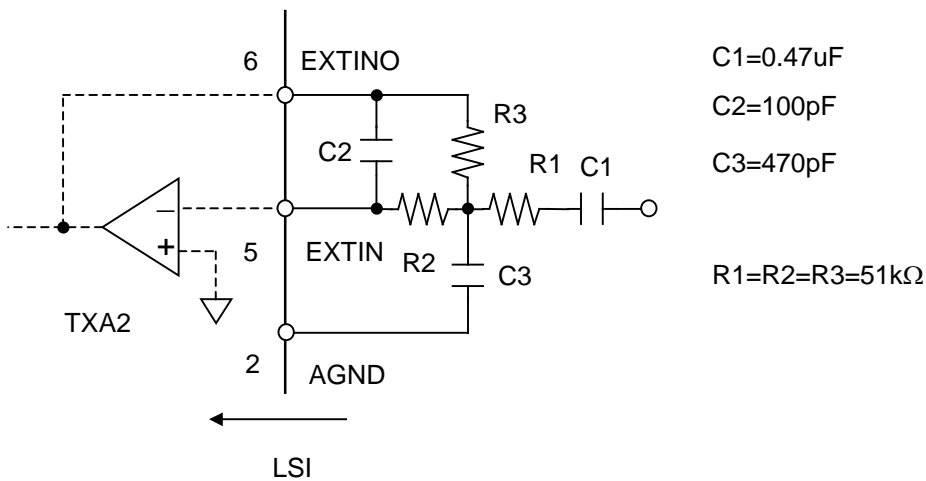 6 EXTINO
C1=0.47uF
C2=100pF
R3
C2
R1 C1
C3=470pF
−
+
5
EXTIN
R2
C3
R1=R2=R3=51kΩ
TXA2
2
AGND
LSI